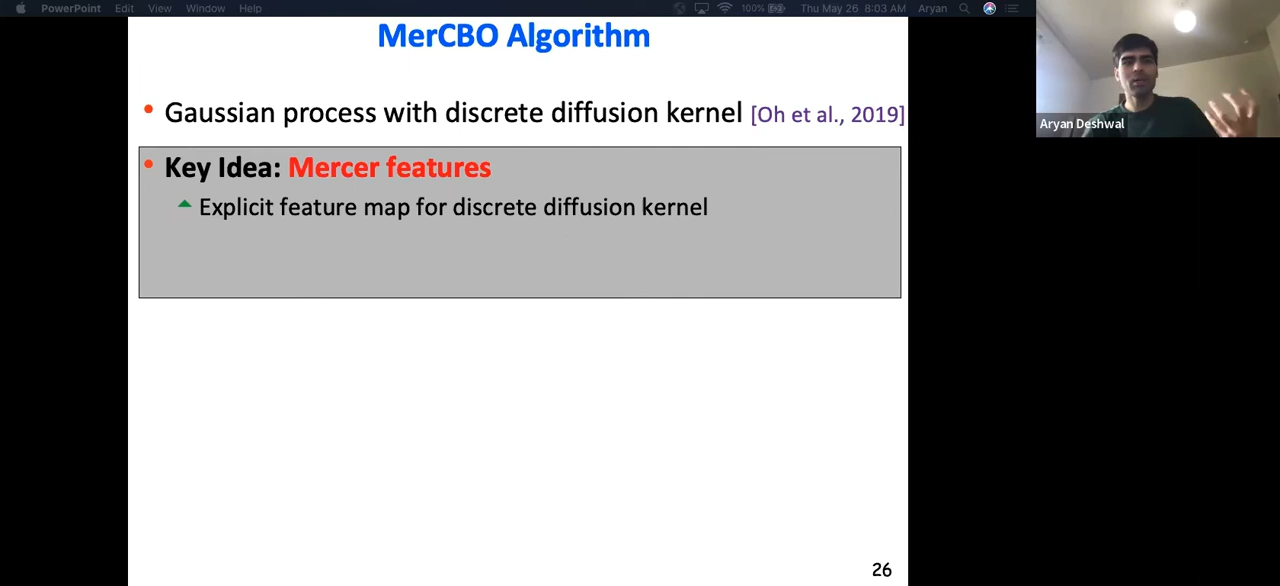 PowerPoint Edit View Window Help 100% Thu May 26 8:03 AM Aryan
MerCBO Algorithm
• Gaussian process with discrete diffusion kernel [Oh et al., 2019]
• Key Idea: Mercer features
Explicit feature map for discrete diffusion kernel
26
Aryan Deshwal